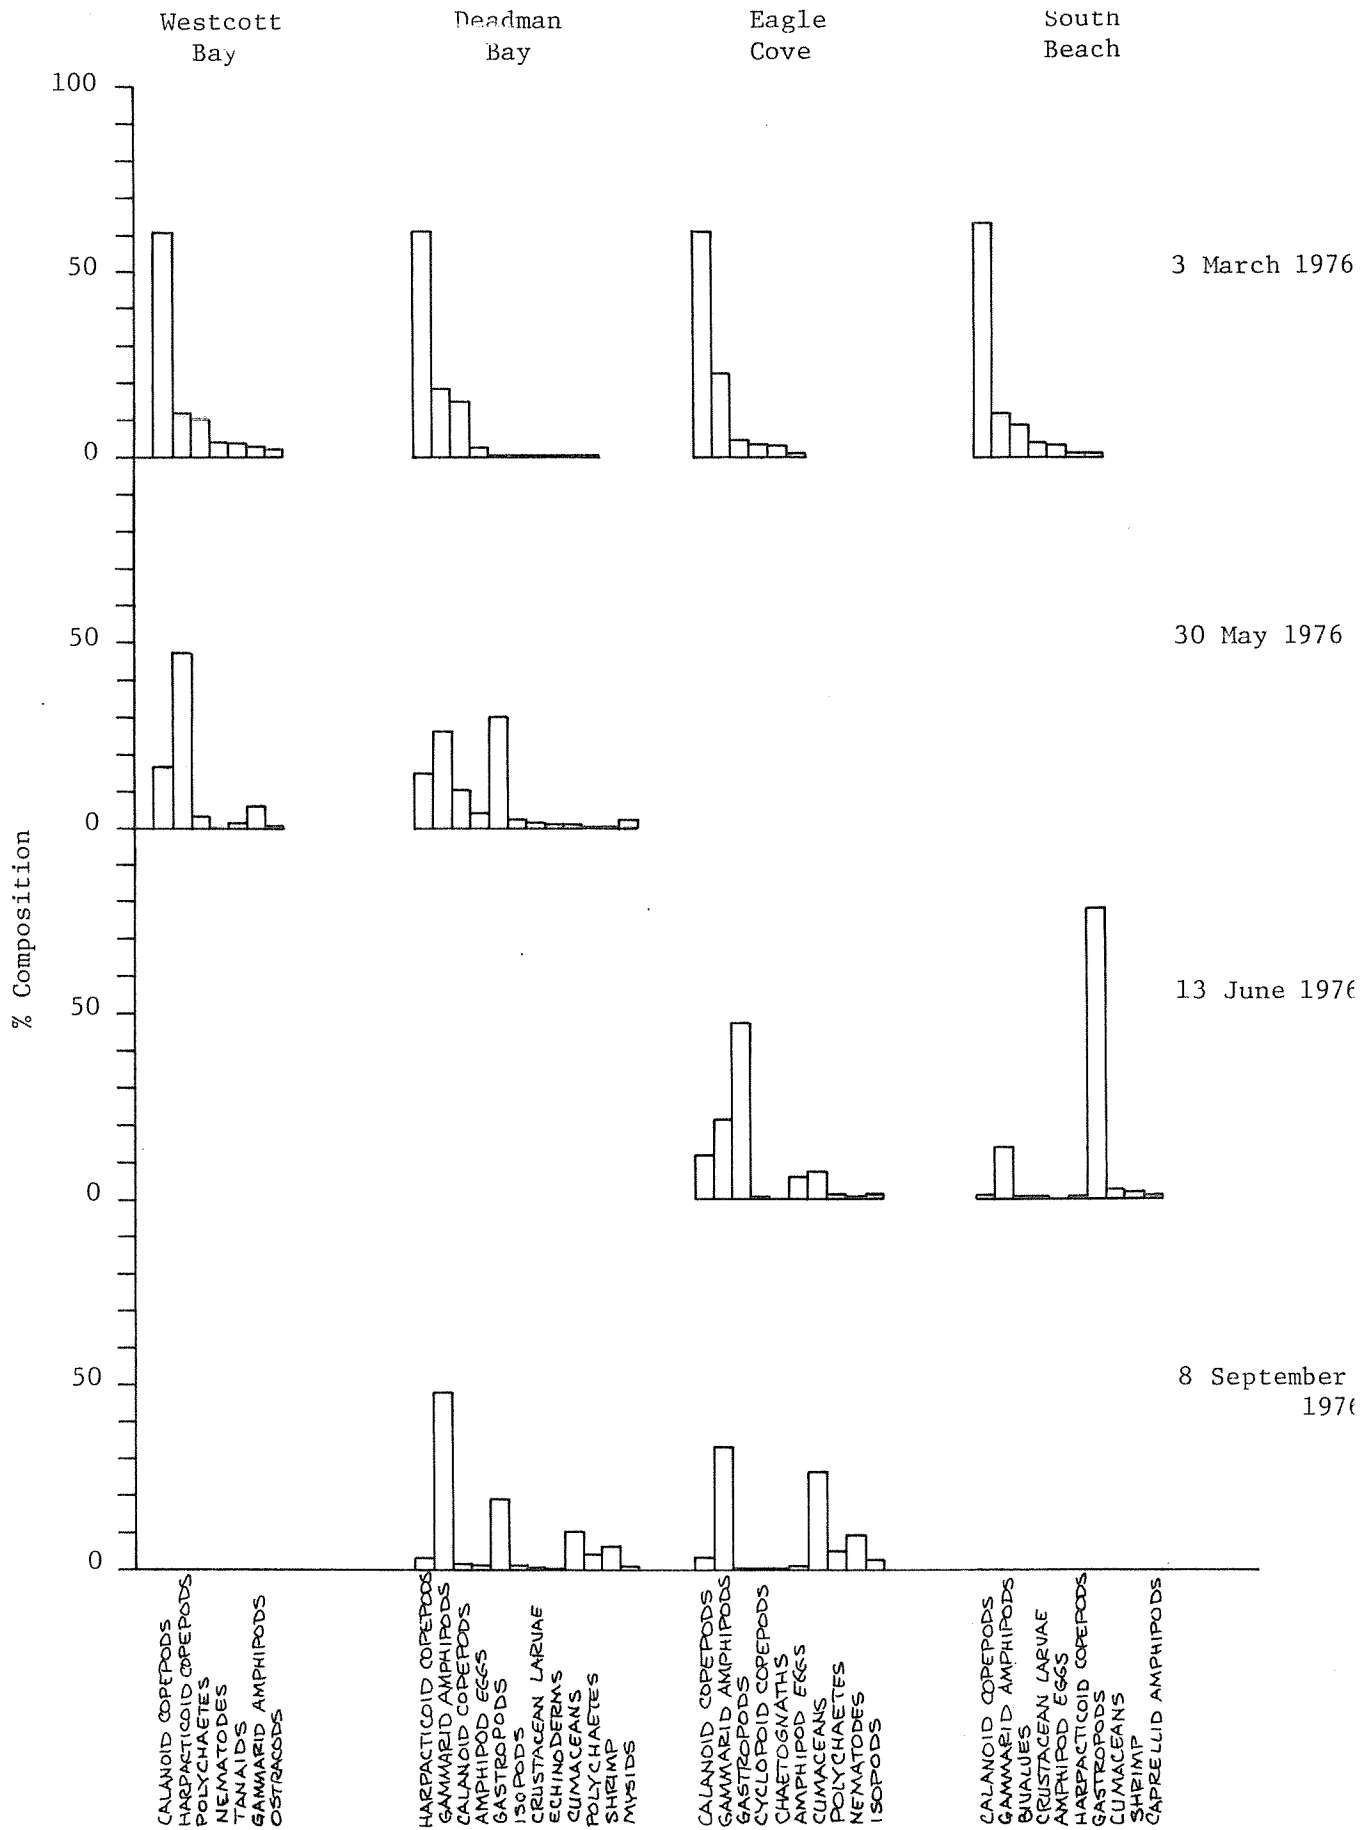 Westcott
Bay
Deadman
Bay
Eagle
Cove
South
Beach
100
50
0
3 March 1976
50
0
30 May 1976
% Composition
50
0
13 June 1976
50
0
8 September
1976
CALANOID COPEPODS
HARPACTICOID COPEPODS
POLYCHAETES
NEMATODES
TANAIDS
GAMMARID AMPHIPODS
OSTRACODS
HARPACTICOID COPEPODS
GAMMARID AMPHIPODS
CALANOID COPEPODS
AMPHIPOD EGGS
GASTROPODS
ISOPODS
CRUSTACEAN LARVAE
ECHINODERMS
CUMACEANS
POLYCHAETES
SHRIMP
MYSIDS
CALANOID COPEPODS
GAMMARID AMPHIPODS
GASTROPODS
CYCLOPOID COPEPODS
CHAETOGNATHS
AMPHIPOD EGGS
CUMACEANS
POLYCHAETES
NEMATODES
ISOPODS
CALANOID COPEPODS
GAMMARID AMPHIPODS
BIVALVES
CRUSTACEAN LARVAE
AMPHIPOD EGGS
HARPACTICOID COPEPODS
GASTROPODS
CUMACEANS
SHRIMP
CAPRELLID AMPHIPODS